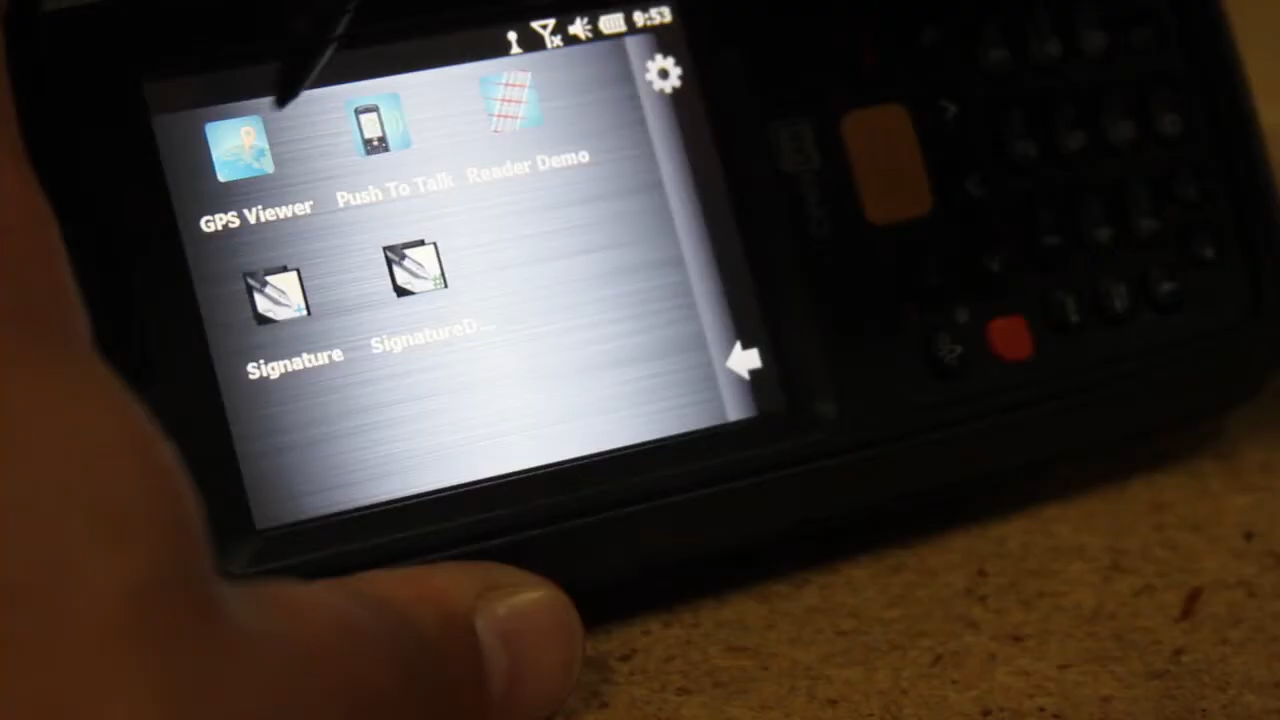 9:53
GPS Viewer
Push To Talk
Reader Demo
Signature
SignatureD...